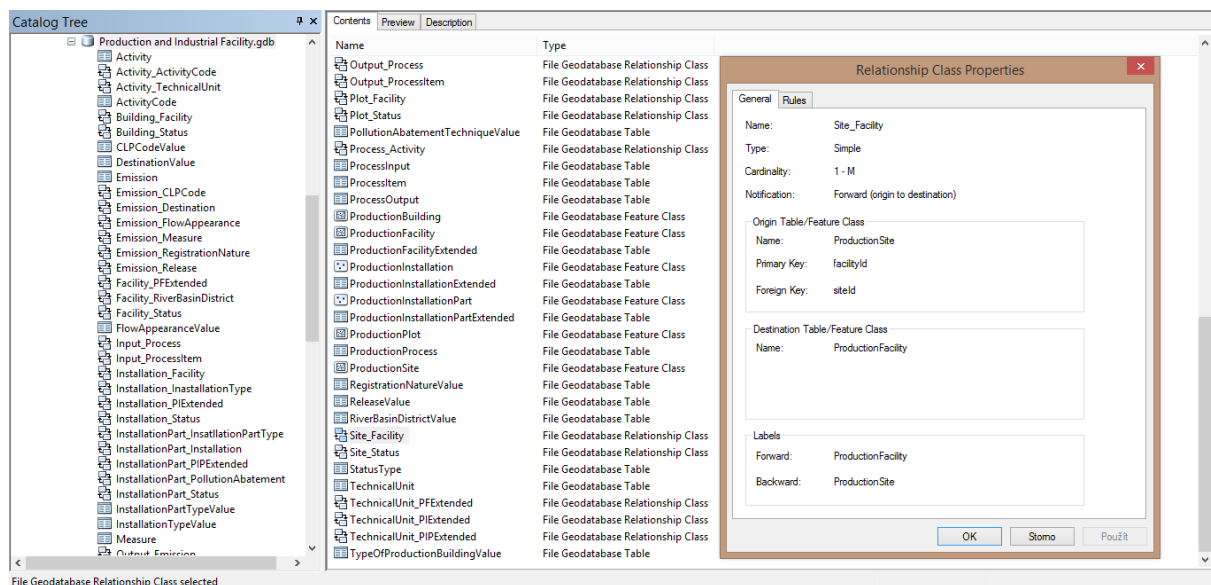 Catalog Tree
Production and Industrial Facility.gdb
Activity
Activity_ActivityCode
Activity_TechnicalUnit
ActivityCode
Building_Facility
Building_Status
CLPCodeValue
DestinationValue
Emission
Emission_CLPCode
Emission_Destination
Emission_FlowAppearance
Emission_Measure
Emission_RegistrationNature
Emission_Release
Facility_PFExtended
Facility_RiverBasinDistrict
Facility_Status
FlowAppearanceValue
Input_Process
Input_ProcessItem
Installation_Facility
Installation_InastallationType
Installation_PIExtended
Installation_Status
InstallationPart_InsatllationPartType
InstallationPart_Installation
InstallationPart_PIPExtended
InstallationPart_PollutionAbatement
InstallationPart_Status
InstallationPartTypeValue
InstallationTypeValue
Measure
Output_Emission
Contents Preview Description
Name Type
Output_Process File Geodatabase Relationship Class
Output_ProcessItem File Geodatabase Relationship Class
Plot_Facility File Geodatabase Relationship Class
Plot_Status File Geodatabase Relationship Class
PollutionAbatementTechniqueValue File Geodatabase Table
Process_Activity File Geodatabase Relationship Class
ProcessInput File Geodatabase Table
ProcessItem File Geodatabase Table
ProcessOutput File Geodatabase Table
ProductionBuilding File Geodatabase Feature Class
ProductionFacility File Geodatabase Feature Class
ProductionFacilityExtended File Geodatabase Table
ProductionInstallation File Geodatabase Feature Class
ProductionInstallationExtended File Geodatabase Table
ProductionInstallationPart File Geodatabase Feature Class
ProductionInstallationPartExtended File Geodatabase Table
ProductionPlot File Geodatabase Feature Class
ProductionProcess File Geodatabase Table
ProductionSite File Geodatabase Feature Class
RegistrationNatureValue File Geodatabase Table
ReleaseValue File Geodatabase Table
RiverBasinDistrictValue File Geodatabase Table
Site_Facility File Geodatabase Relationship Class
Site_Status File Geodatabase Relationship Class
StatusType File Geodatabase Table
TechnicalUnit File Geodatabase Table
TechnicalUnit_PFExtended File Geodatabase Relationship Class
TechnicalUnit_PIExtended File Geodatabase Relationship Class
TechnicalUnit_PIPExtended File Geodatabase Relationship Class
TypeOfProductionBuildingValue File Geodatabase Table
Relationship Class Properties
General Rules
Name: Site_Facility
Type: Simple
Cardinality: 1 - M
Notification: Forward (origin to destination)
Origin Table/Feature Class
Name: ProductionSite
Primary Key: facilityId
Foreign Key: siteId
Destination Table/Feature Class
Name: ProductionFacility
Labels
Forward: ProductionFacility
Backward: ProductionSite
OK Storno Použít
File Geodatabase Relationship Class selected